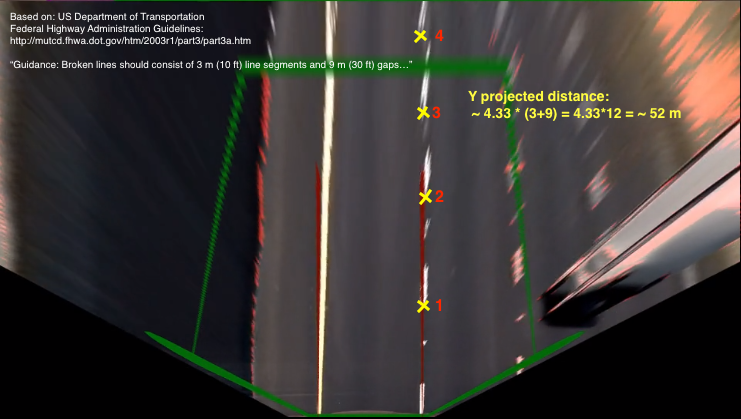 Based on: US Department of Transportation
Federal Highway Administration Guidelines:
http://mutcd.fhwa.dot.gov/htm/2003r1/part3/part3a.htm
“Guidance: Broken lines should consist of 3 m (10 ft) line segments and 9 m (30 ft) gaps…”
4
Y projected distance:
~ 4.33 * (3+9) = 4.33*12 = ~ 52 m
3
2
1